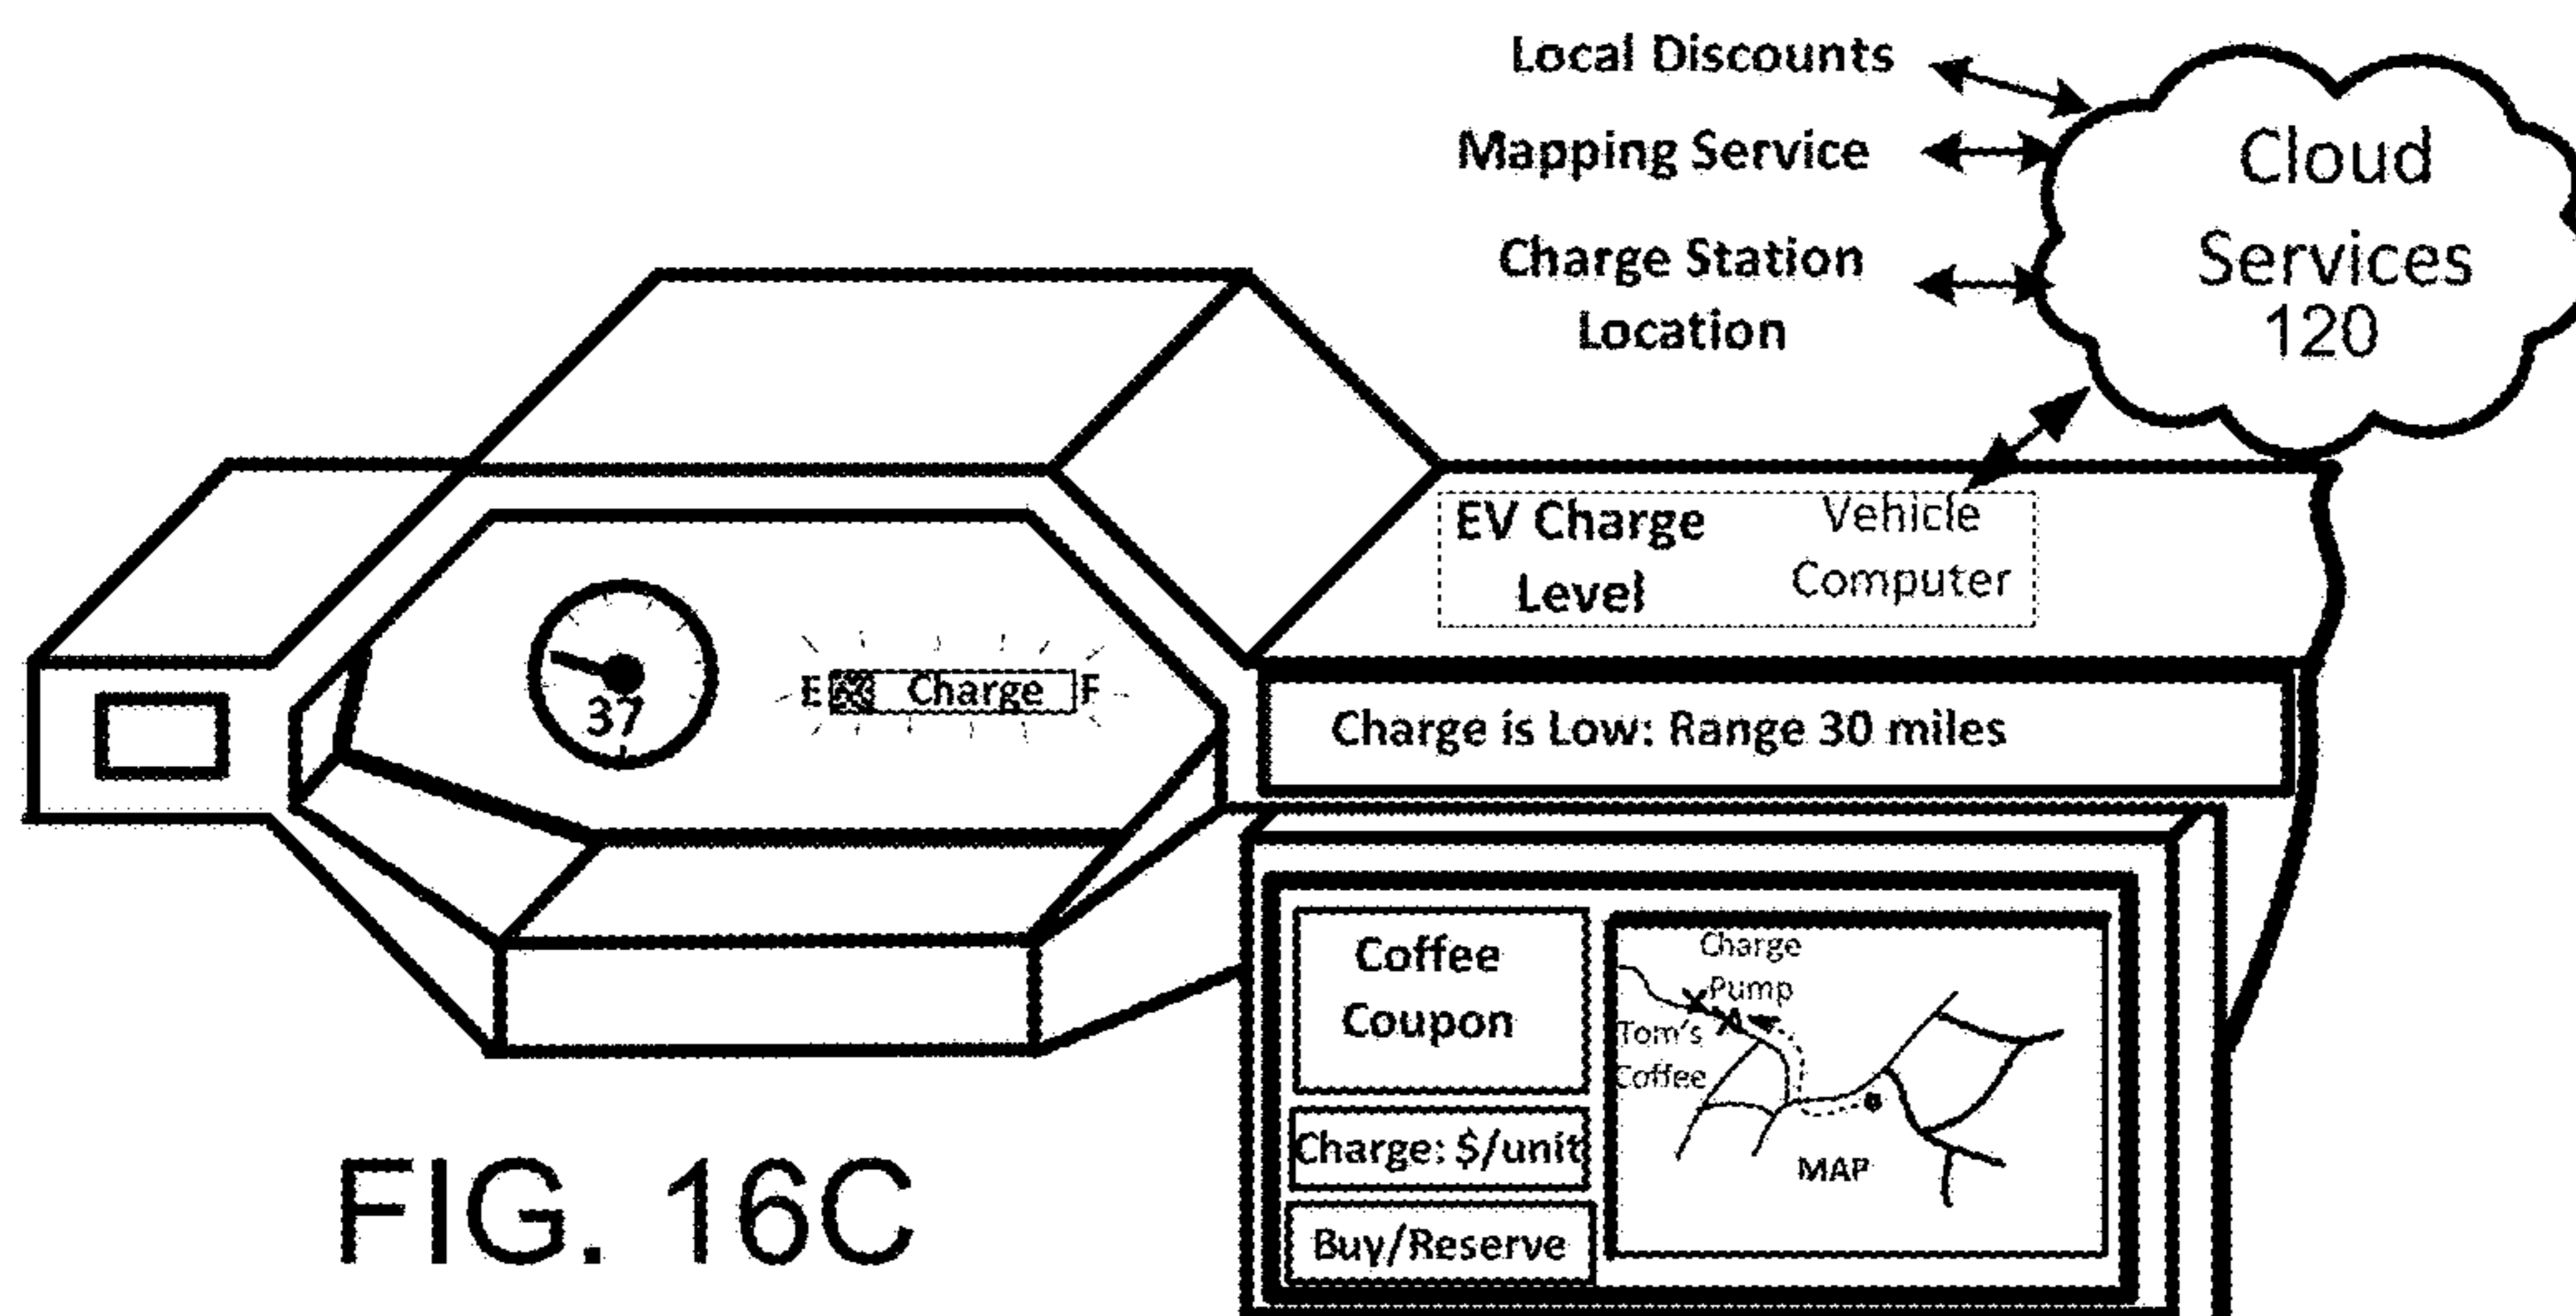 Local Discounts
Mapping Service
Charge Station
Location
Cloud
Services
120
EV Charge
Level
Vehicle
Computer
37
E Charge F
Charge is Low: Range 30 miles
Coffee
Coupon
Charge: $/unit
Buy/Reserve
Charge
Pump
Tom's
Coffee
MAP
FIG. 16C